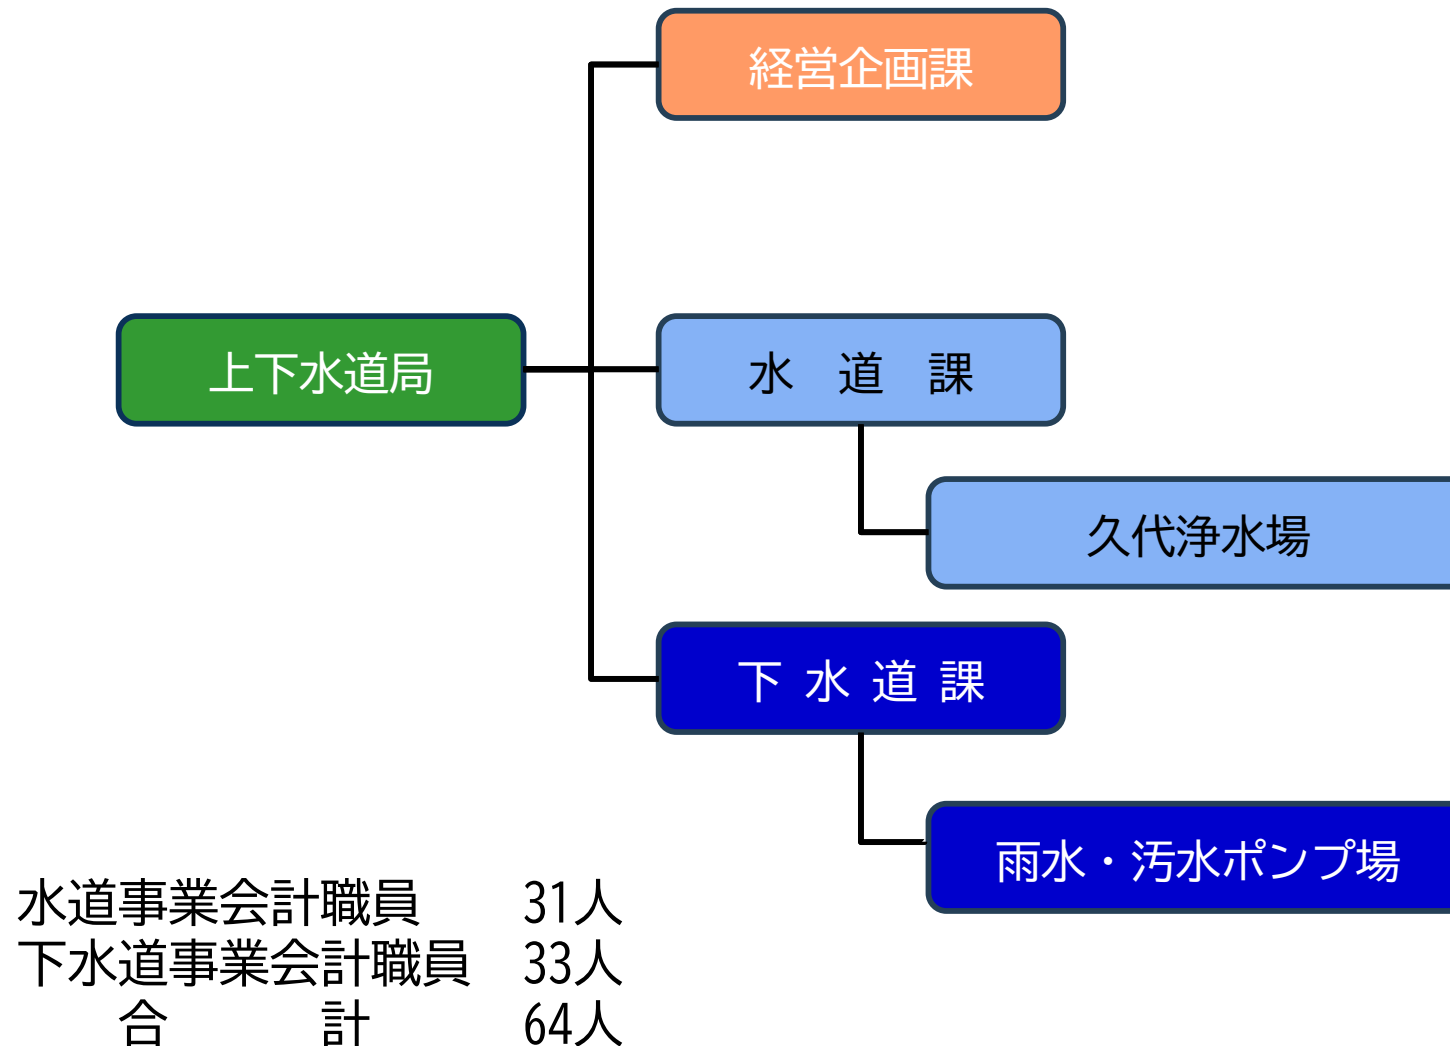 経営企画課
上下水道局
水　道　課
久代浄水場
下 水 道 課
雨水・汚水ポンプ場
水道事業会計職員　　31人
下水道事業会計職員　33人
合　　　計　　　64人